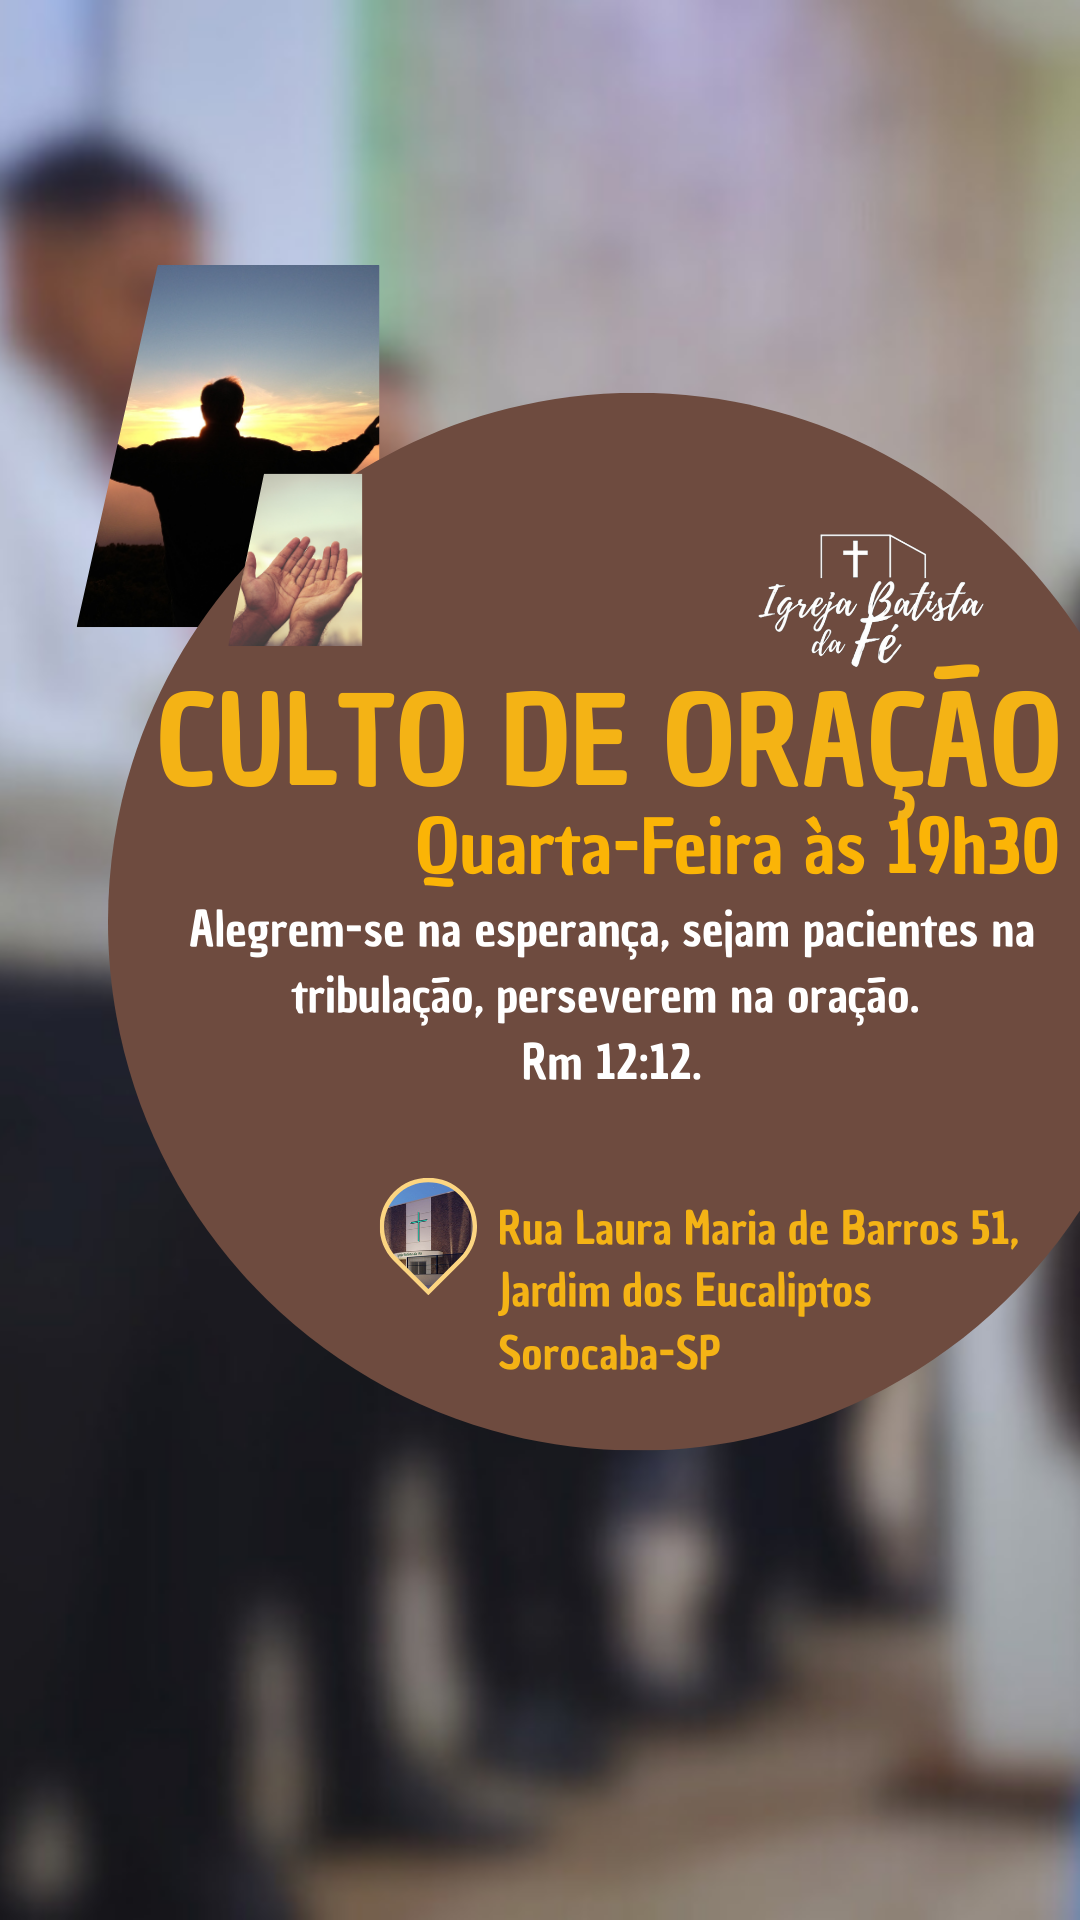 Igreja Batista
da Fé
CULTO DE ORAÇÃO
Quarta-Feira às 19h30
Alegrem-se na esperança, sejam pacientes na
tribulação, perseverem na oração.
Rm 12:12.
Rua Laura Maria de Barros 51,
Jardim dos Eucaliptos
Sorocaba-SP